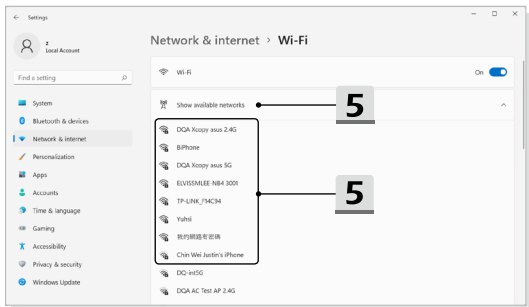 Settings
z
Local Account
Find a setting
System
Bluetooth & devices
Network & internet
Personalization
Apps
Accounts
Time & language
Gaming
Accessibility
Privacy & security
Windows Update
Network & internet > Wi-Fi
Wi-Fi
On
Show available networks
5
DQA Xcopy asus 2.4G
BiPhone
DQA Xcopy asus 5G
ELVISSMLEE-NB4 3001
TP-LINK_F14C94
5
Yuhsi
我的網路有密碼
Chin Wei Justin's iPhone
DQ-int5G
DQA AC Test AP 2.4G